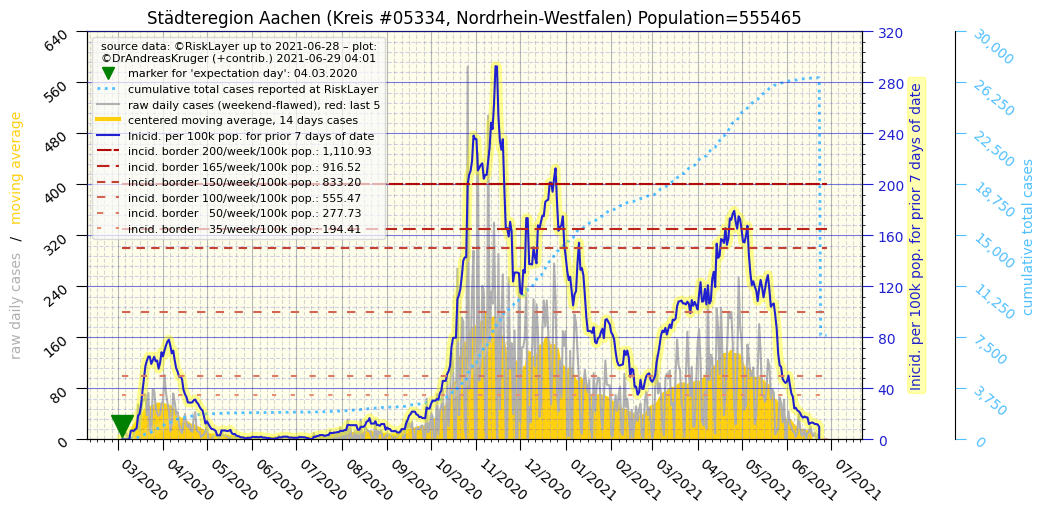 Städteregion Aachen (Kreis #05334, Nordrhein-Westfalen) Population=555465
source data: ©RiskLayer up to 2021-06-28 – plot:
©DrAndreasKruger (+contrib.) 2021-06-29 04:01
marker for 'expectation day': 04.03.2020
cumulative total cases reported at RiskLayer
raw daily cases (weekend-flawed), red: last 5
centered moving average, 14 days cases
Inicid. per 100k pop. for prior 7 days of date
incid. border 200/week/100k pop.: 1,110.93
incid. border 165/week/100k pop.: 916.52
incid. border 150/week/100k pop.: 833.20
incid. border 100/week/100k pop.: 555.47
incid. border   50/week/100k pop.: 277.73
incid. border   35/week/100k pop.: 194.41
raw daily cases / moving average
640
560
480
400
320
240
160
80
0
03/2020
04/2020
05/2020
06/2020
07/2020
08/2020
09/2020
10/2020
11/2020
12/2020
01/2021
02/2021
03/2021
04/2021
05/2021
06/2021
07/2021
320
280
240
200
160
120
80
40
0
Inicid. per 100k pop. for prior 7 days of date
30,000
26,250
22,500
18,750
15,000
11,250
7,500
3,750
0
cumulative total cases